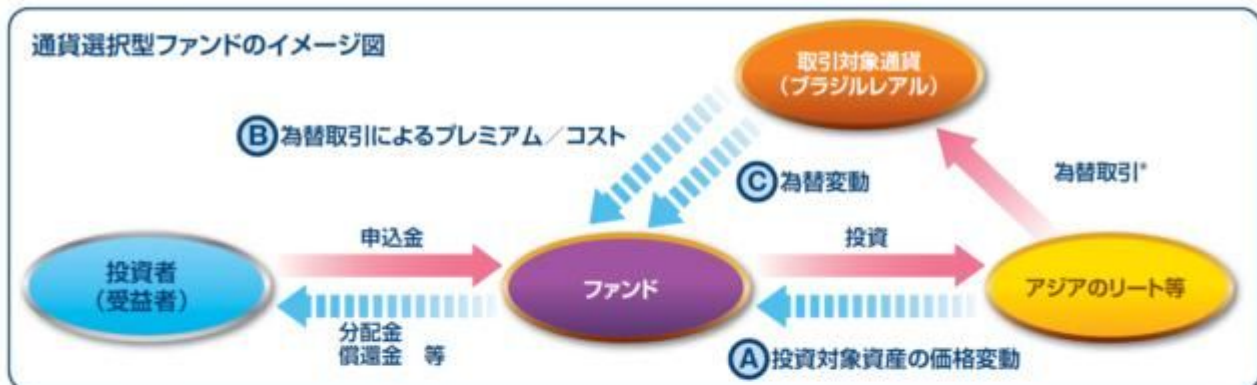 通貨選択型ファンドのイメージ図
取引対象通貨
(ブラジルレアル)
Ⓑ為替取引によるプレミアム/コスト
Ⓒ為替変動
為替取引*
申込金
投資
投資者
(受益者)
ファンド
アジアのリート等
分配金
償還金 等
Ⓐ投資対象資産の価格変動